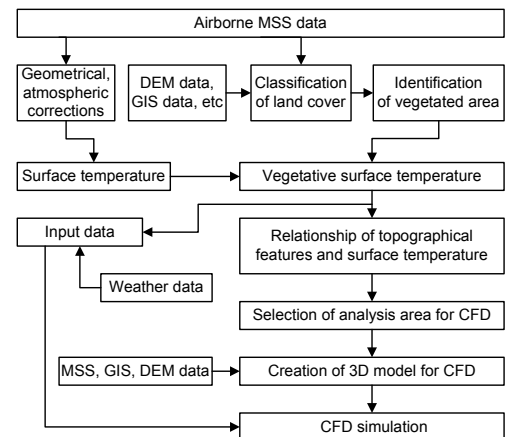 Airborne MSS data
Geometrical,
atmospheric
corrections
DEM data,
GIS data, etc
Classification
of land cover
Identification
of vegetated area
Surface temperature
Vegetative surface temperature
Input data
Relationship of topographical
features and surface temperature
Weather data
Selection of analysis area for CFD
MSS, GIS, DEM data
Creation of 3D model for CFD
CFD simulation